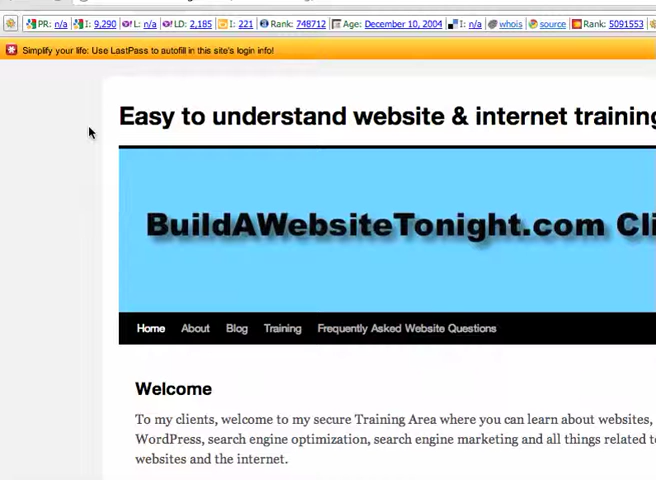 PR: n/a I: 9,290 L: n/a LD: 2,185 I: 221 Rank: 748712 Age: December 10, 2004 I: n/a whois source Rank: 5091553
Simplify your life: Use LastPass to autofill in this site's login info!
Easy to understand website & internet training
BuildAWebsiteTonight.com Cli
Home About Blog Training Frequently Asked Website Questions
Welcome
To my clients, welcome to my secure Training Area where you can learn about websites,
WordPress, search engine optimization, search engine marketing and all things related to
websites and the internet.